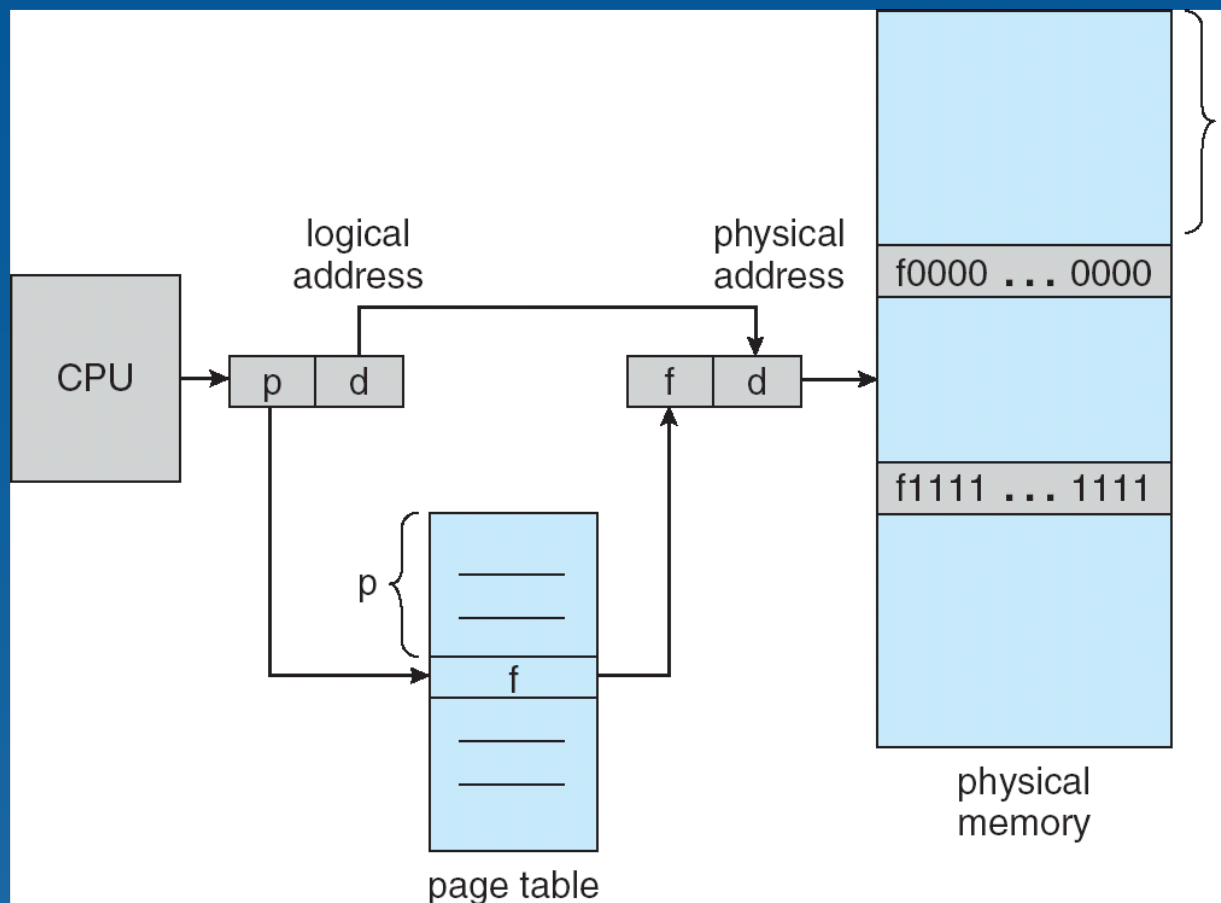 logical
address
physical
address
f0000 ... 0000
CPU
p
d
f
d
f1111 ... 1111
p
f
physical
memory
page table